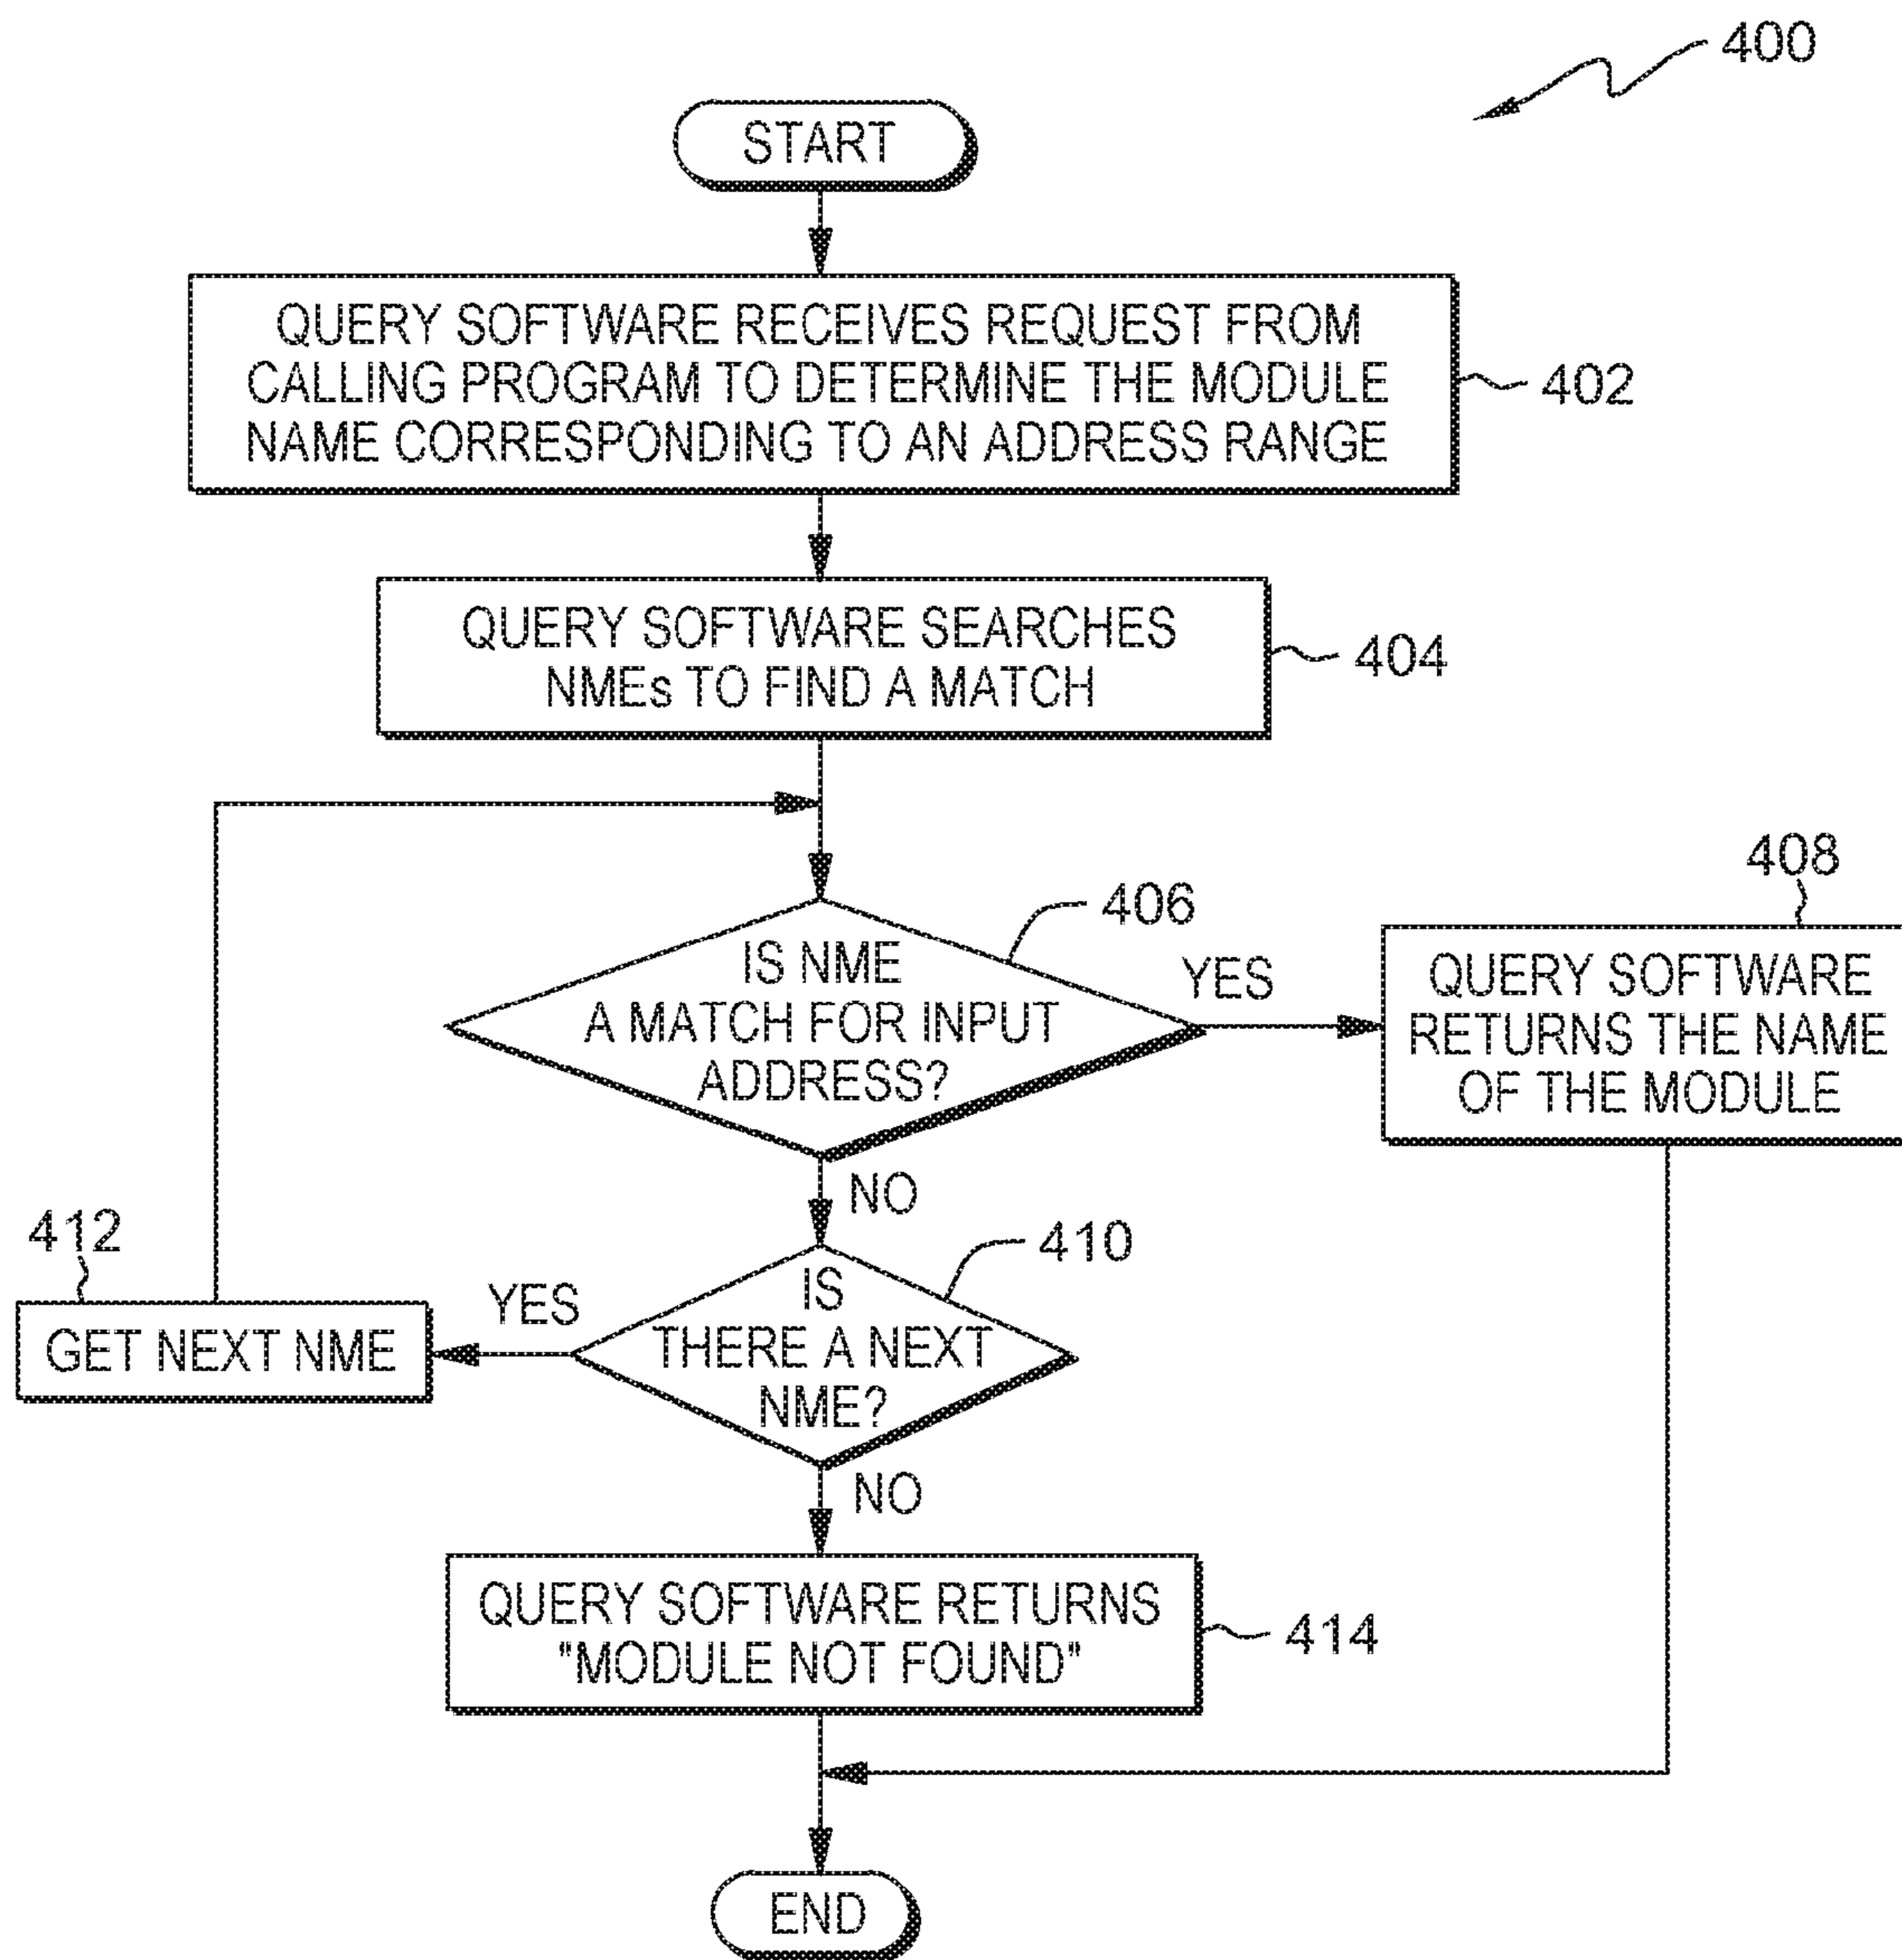 400
START
QUERY SOFTWARE RECEIVES REQUEST FROM
CALLING PROGRAM TO DETERMINE THE MODULE
NAME CORRESPONDING TO AN ADDRESS RANGE
402
QUERY SOFTWARE SEARCHES
NMEs TO FIND A MATCH
404
406
IS NME
A MATCH FOR INPUT
ADDRESS?
YES
408
QUERY SOFTWARE
RETURNS THE NAME
OF THE MODULE
NO
410
IS
THERE A NEXT
NME?
YES
412
GET NEXT NME
NO
QUERY SOFTWARE RETURNS
"MODULE NOT FOUND"
414
END